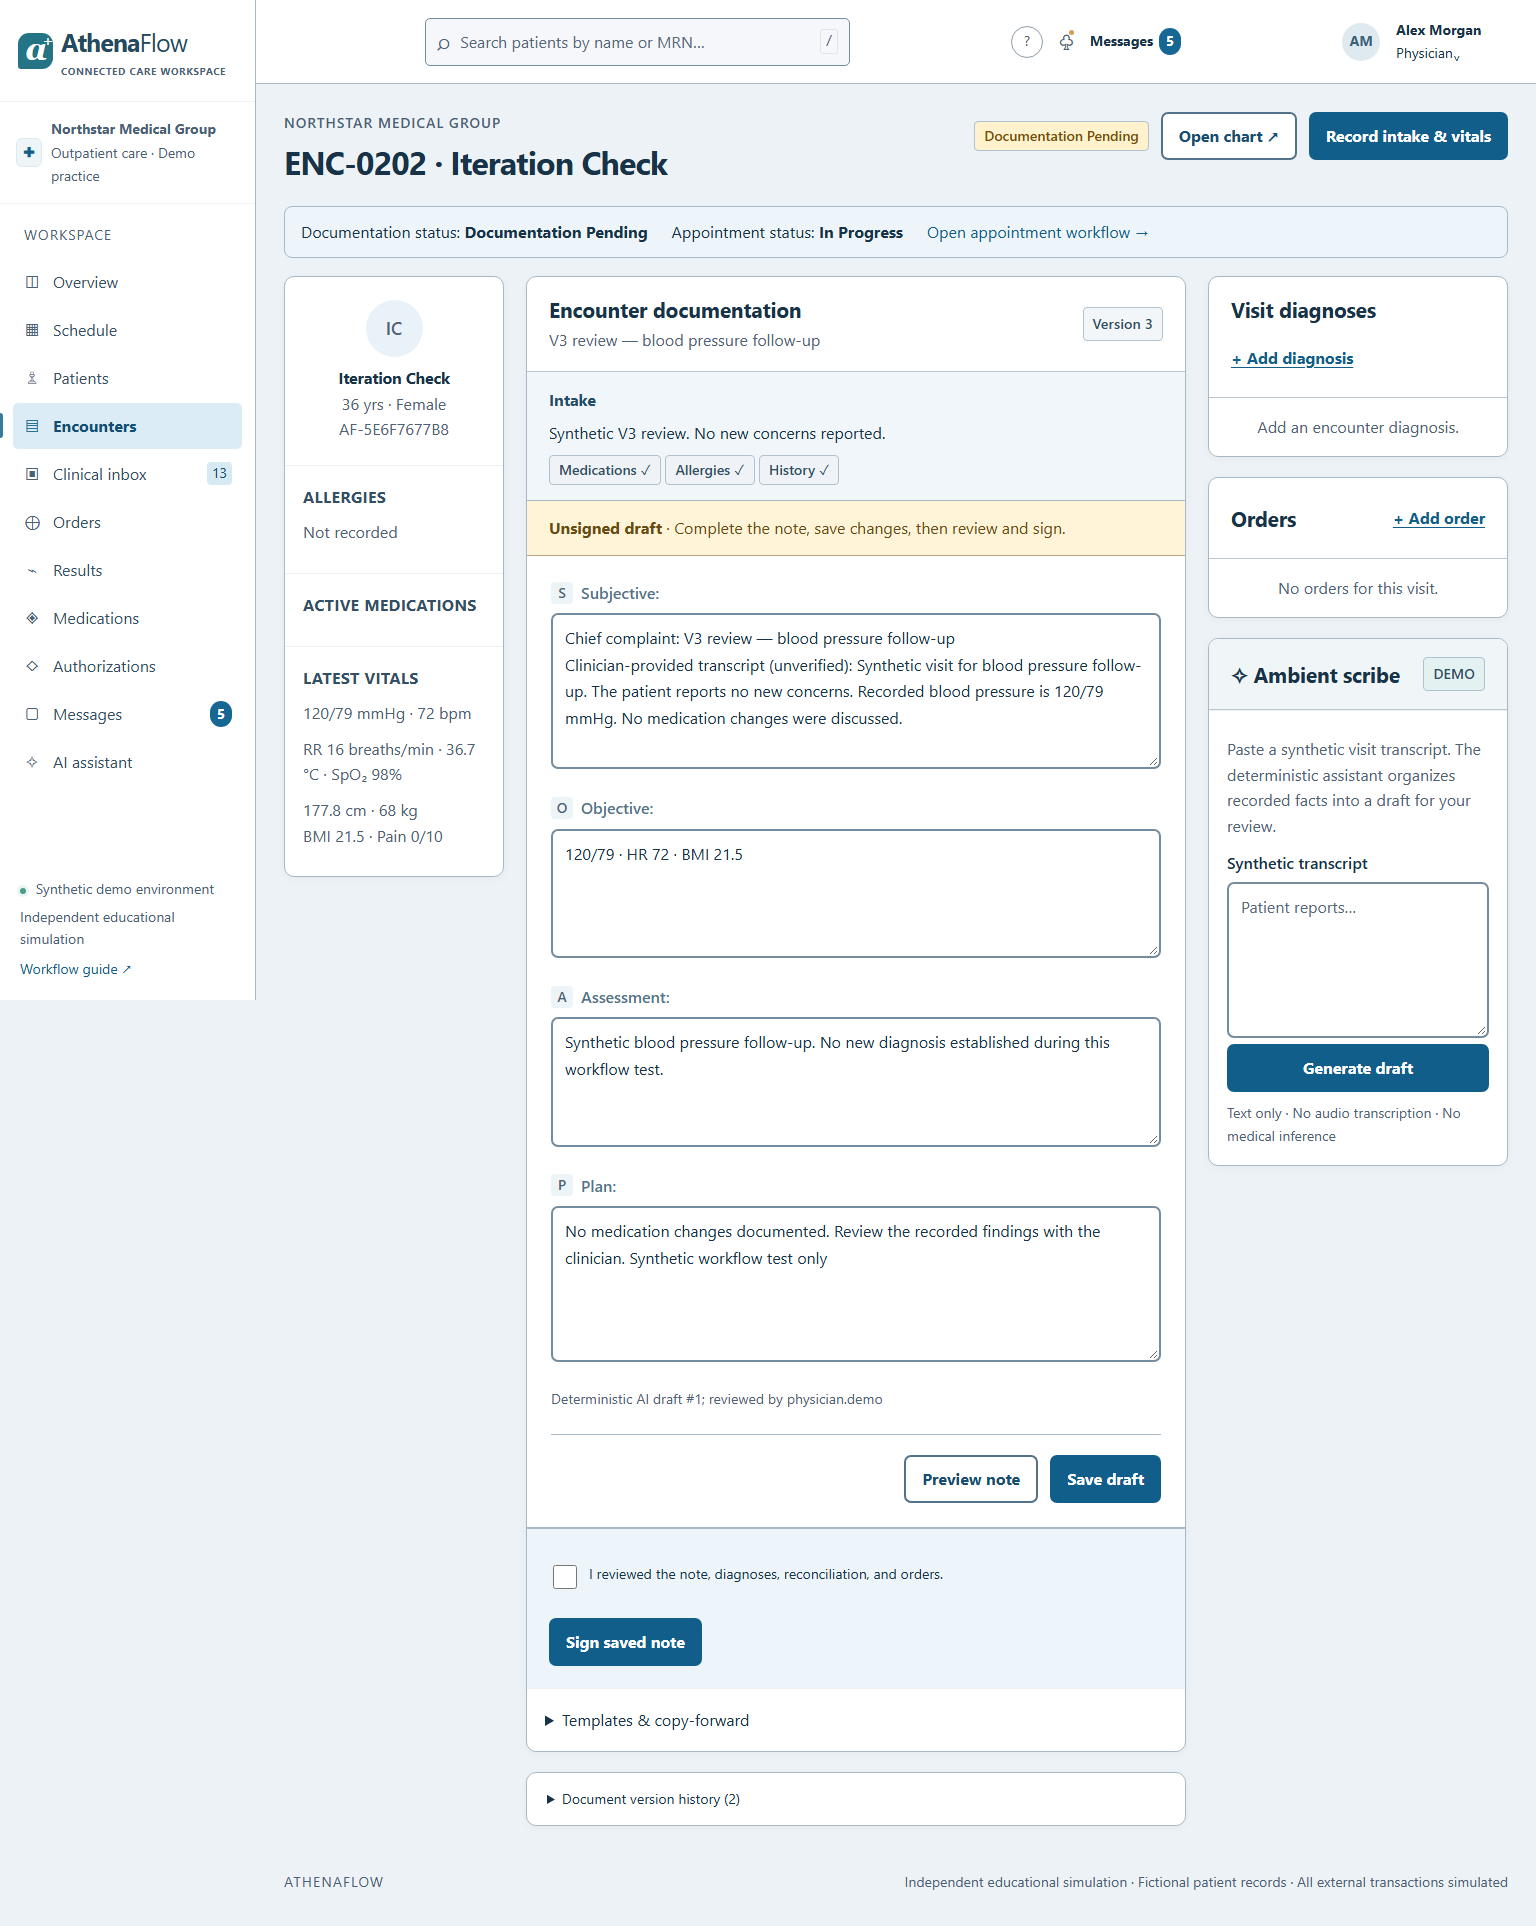 AthenaFlow
CONNECTED CARE WORKSPACE
Northstar Medical Group
Outpatient care · Demo
practice
WORKSPACE
Overview
Schedule
Patients
Encounters
Clinical inbox 13
Orders
Results
Medications
Authorizations
Messages 5
AI assistant
Synthetic demo environment
Independent educational
simulation
Workflow guide ↗
Search patients by name or MRN... /
?
Messages 5
AM
Alex Morgan
Physician
NORTHSTAR MEDICAL GROUP
ENC-0202 · Iteration Check
Documentation Pending
Open chart ↗
Record intake & vitals
Documentation status: Documentation Pending Appointment status: In Progress Open appointment workflow →
IC
Iteration Check
36 yrs · Female
AF-5E6F7677B8
ALLERGIES
Not recorded
ACTIVE MEDICATIONS
LATEST VITALS
120/79 mmHg · 72 bpm
RR 16 breaths/min · 36.7
°C · SpO₂ 98%
177.8 cm · 68 kg
BMI 21.5 · Pain 0/10
Encounter documentation
V3 review — blood pressure follow-up
Version 3
Intake
Synthetic V3 review. No new concerns reported.
Medications ✓ Allergies ✓ History ✓
Unsigned draft · Complete the note, save changes, then review and sign.
S Subjective:
Chief complaint: V3 review — blood pressure follow-up
Clinician-provided transcript (unverified): Synthetic visit for blood pressure follow-
up. The patient reports no new concerns. Recorded blood pressure is 120/79
mmHg. No medication changes were discussed.
O Objective:
120/79 · HR 72 · BMI 21.5
A Assessment:
Synthetic blood pressure follow-up. No new diagnosis established during this
workflow test.
P Plan:
No medication changes documented. Review the recorded findings with the
clinician. Synthetic workflow test only
Deterministic AI draft #1; reviewed by physician.demo
Preview note
Save draft
I reviewed the note, diagnoses, reconciliation, and orders.
Sign saved note
▶ Templates & copy-forward
▶ Document version history (2)
Visit diagnoses
+ Add diagnosis
Add an encounter diagnosis.
Orders
+ Add order
No orders for this visit.
✧ Ambient scribe
DEMO
Paste a synthetic visit transcript. The
deterministic assistant organizes
recorded facts into a draft for your
review.
Synthetic transcript
Patient reports...
Generate draft
Text only · No audio transcription · No
medical inference
ATHENAFLOW
Independent educational simulation · Fictional patient records · All external transactions simulated